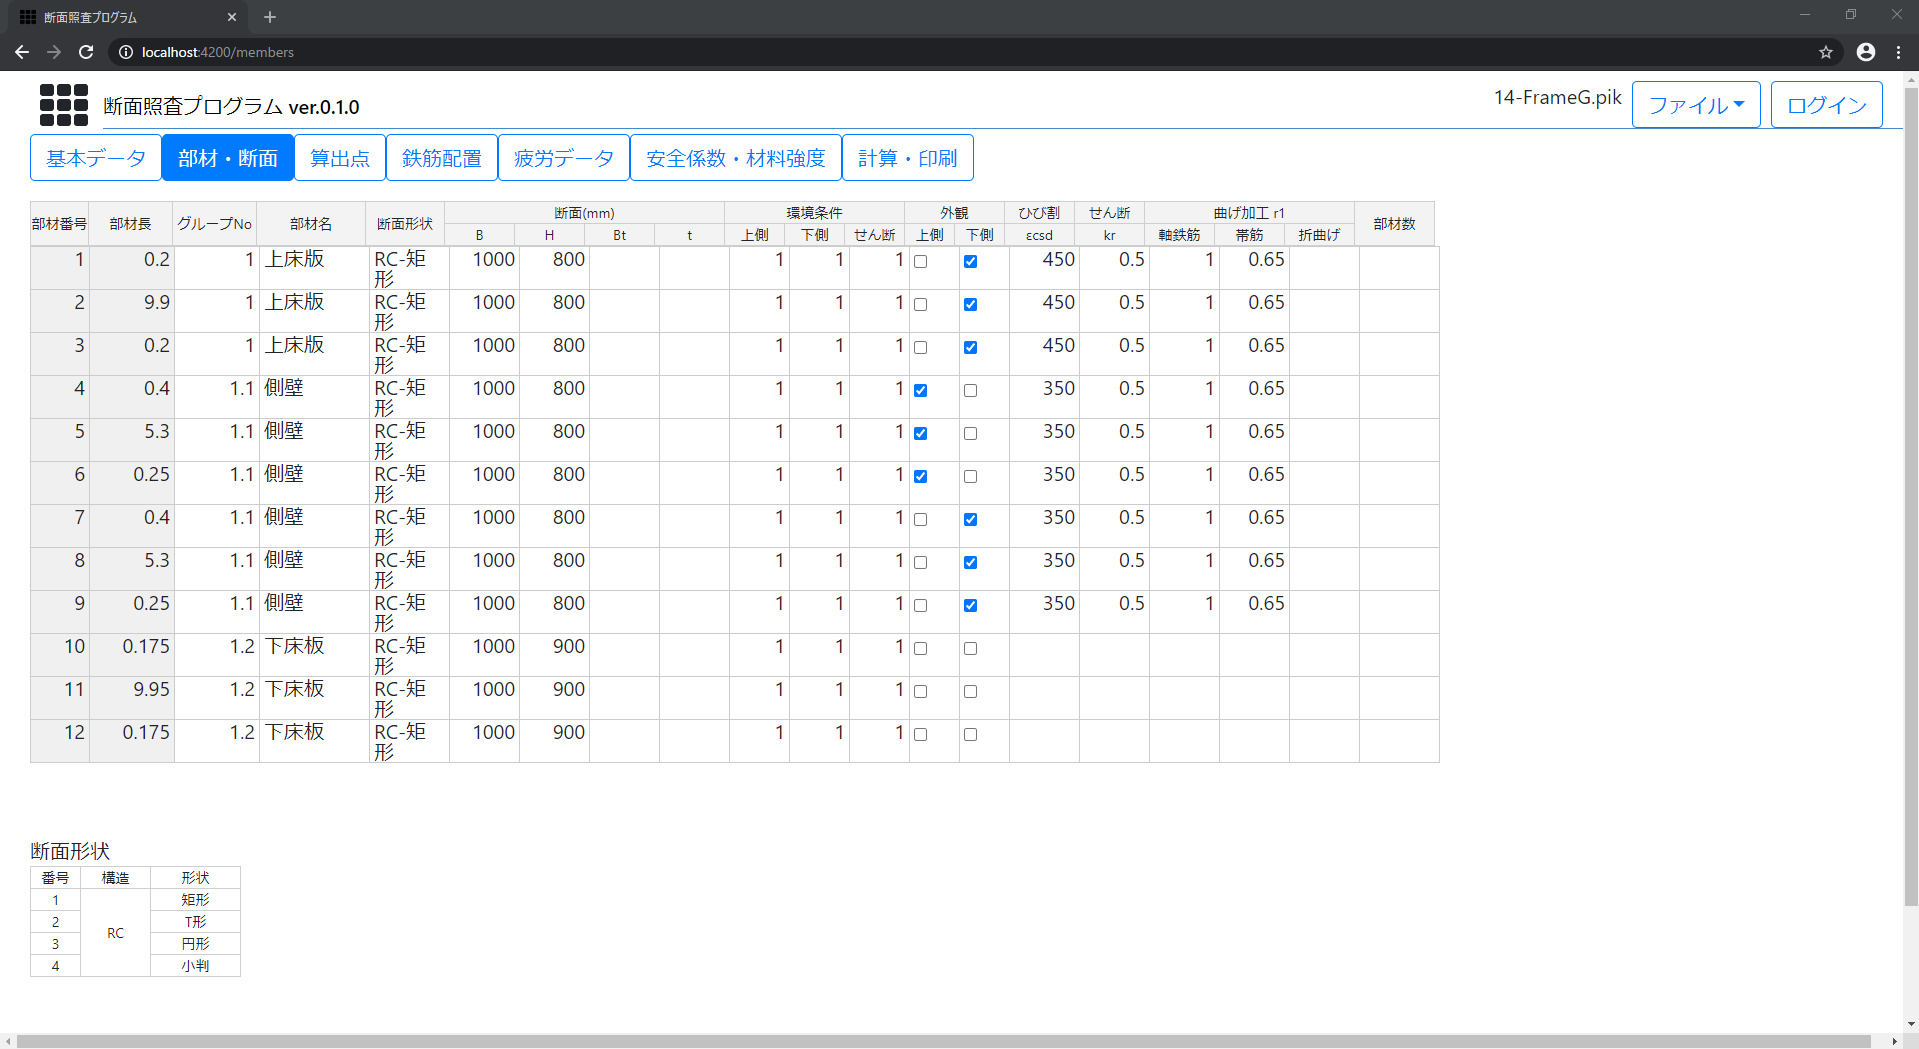 断面照査プログラム
localhost:4200/members
断面照査プログラム ver.0.1.0
14-FrameG.pik
ファイル
ログイン
基本データ 部材・断面 算出点 鉄筋配置 疲労データ 安全係数・材料強度 計算・印刷
部材番号 部材長 グループNo 部材名 断面形状 断面(mm) 環境条件 外観 ひび割 せん断 曲げ加工 r1 部材数
B H Bt t 上側 下側 せん断 上側 下側 εcsd kr 軸鉄筋 帯筋 折曲げ
1 0.2 1 上床版 RC-矩形 1000 800 1 1 1 450 0.5 1 0.65
2 9.9 1 上床版 RC-矩形 1000 800 1 1 1 450 0.5 1 0.65
3 0.2 1 上床版 RC-矩形 1000 800 1 1 1 450 0.5 1 0.65
4 0.4 1.1 側壁 RC-矩形 1000 800 1 1 1 350 0.5 1 0.65
5 5.3 1.1 側壁 RC-矩形 1000 800 1 1 1 350 0.5 1 0.65
6 0.25 1.1 側壁 RC-矩形 1000 800 1 1 1 350 0.5 1 0.65
7 0.4 1.1 側壁 RC-矩形 1000 800 1 1 1 350 0.5 1 0.65
8 5.3 1.1 側壁 RC-矩形 1000 800 1 1 1 350 0.5 1 0.65
9 0.25 1.1 側壁 RC-矩形 1000 800 1 1 1 350 0.5 1 0.65
10 0.175 1.2 下床板 RC-矩形 1000 900 1 1 1
11 9.95 1.2 下床板 RC-矩形 1000 900 1 1 1
12 0.175 1.2 下床板 RC-矩形 1000 900 1 1 1
断面形状
番号 構造 形状
1 矩形
2 T形
RC
3 円形
4 小判